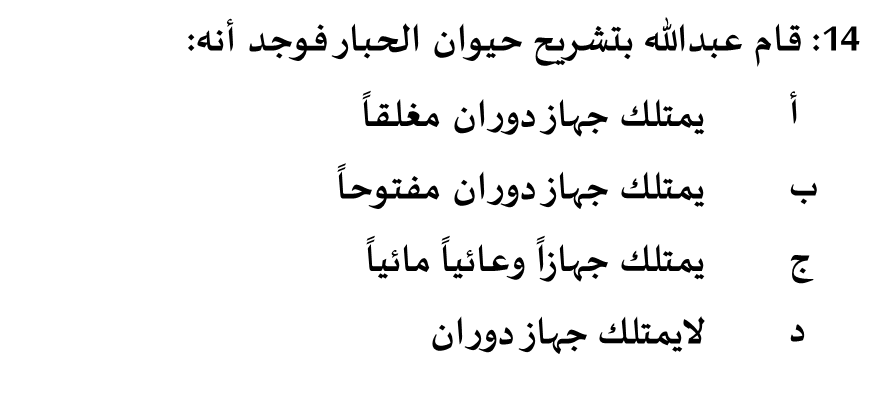 14: قام عبدالله بتشريح حيوان الحبار فوجد أنه:
أ يمتلك جهاز دوران مغلقاً
ب يمتلك جهاز دوران مفتوحاً
ج يمتلك جهازاً وعائياً مائياً
د لايمتلك جهاز دوران